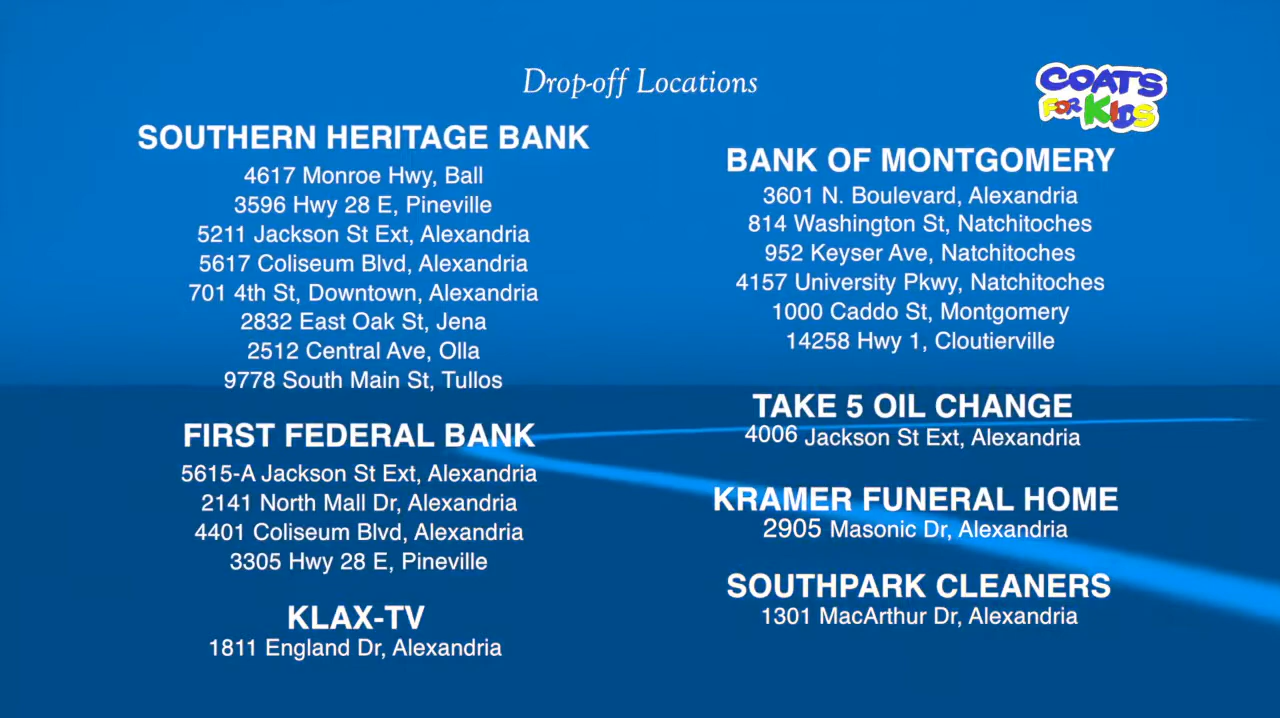 Drop-off Locations
COATS
FOR KIDS
SOUTHERN HERITAGE BANK
4617 Monroe Hwy, Ball
3596 Hwy 28 E, Pineville
5211 Jackson St Ext, Alexandria
5617 Coliseum Blvd, Alexandria
701 4th St, Downtown, Alexandria
2832 East Oak St, Jena
2512 Central Ave, Olla
9778 South Main St, Tullos
FIRST FEDERAL BANK
5615-A Jackson St Ext, Alexandria
2141 North Mall Dr, Alexandria
4401 Coliseum Blvd, Alexandria
3305 Hwy 28 E, Pineville
KLAX-TV
1811 England Dr, Alexandria
BANK OF MONTGOMERY
3601 N. Boulevard, Alexandria
814 Washington St, Natchitoches
952 Keyser Ave, Natchitoches
4157 University Pkwy, Natchitoches
1000 Caddo St, Montgomery
14258 Hwy 1, Cloutierville
TAKE 5 OIL CHANGE
4006 Jackson St Ext, Alexandria
KRAMER FUNERAL HOME
2905 Masonic Dr, Alexandria
SOUTHPARK CLEANERS
1301 MacArthur Dr, Alexandria